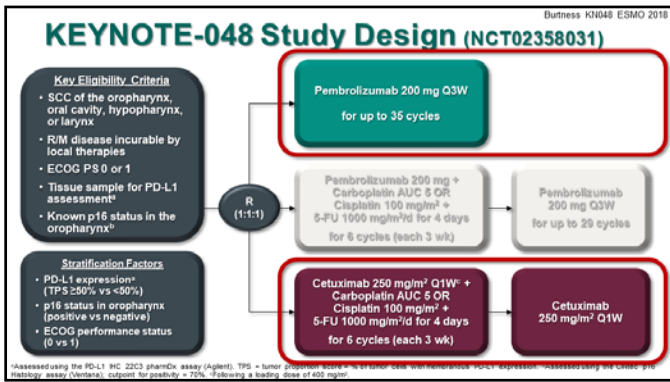 Burtness KN048 ESMO 2018
KEYNOTE-048 Study Design (NCT02358031)
Key Eligibility Criteria
• SCC of the oropharynx,
oral cavity, hypopharynx,
or larynx
• R/M disease incurable by
local therapies
• ECOG PS 0 or 1
• Tissue sample for PD-L1
assessmentᵃ
• Known p16 status in the
oropharynxᵇ
Stratification Factors
• PD-L1 expressionᵃ
(TPS ≥50% vs <50%)
• p16 status in oropharynx
(positive vs negative)
• ECOG performance status
(0 vs 1)
R
(1:1:1)
Pembrolizumab 200 mg Q3W
for up to 35 cycles
Pembrolizumab 200 mg +
Carboplatin AUC 5 OR
Cisplatin 100 mg/m² +
5-FU 1000 mg/m²/d for 4 days
for 6 cycles (each 3 wk)
Pembrolizumab
200 mg Q3W
for up to 29 cycles
Cetuximab 250 mg/m² Q1Wᶜ +
Carboplatin AUC 5 OR
Cisplatin 100 mg/m² +
5-FU 1000 mg/m²/d for 4 days
for 6 cycles (each 3 wk)
Cetuximab
250 mg/m² Q1W
ᵃAssessed using the PD-L1 IHC 22C3 pharmDx assay (Agilent). TPS = tumor proportion score = % of tumor cells with membranous PD-L1 expression. ᵇAssessed using the CINtec p16
Histology assay (Ventana); cutpoint for positivity = 70%. ᶜFollowing a loading dose of 400 mg/m².